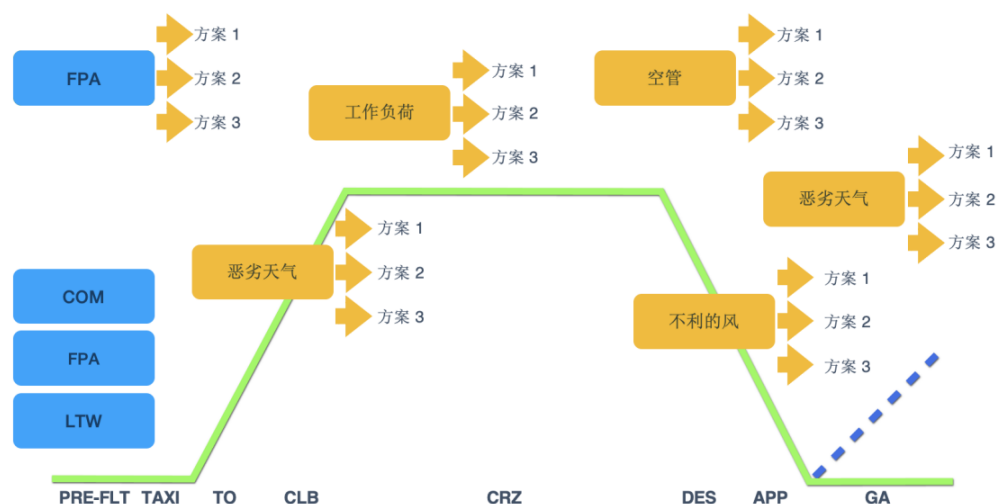 FPA
方案 1
方案 2
方案 3
工作负荷
方案 1
方案 2
方案 3
空管
方案 1
方案 2
方案 3
恶劣天气
方案 1
方案 2
方案 3
恶劣天气
方案 1
方案 2
方案 3
不利的风
方案 1
方案 2
方案 3
COM
FPA
LTW
PRE-FLT TAXI TO CLB CRZ DES APP GA